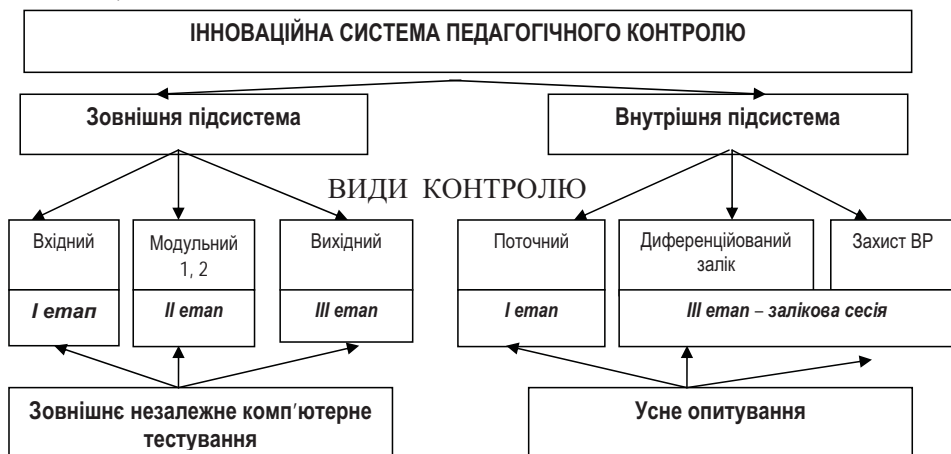 ІННОВАЦІЙНА СИСТЕМА ПЕДАГОГІЧНОГО КОНТРОЛЮ
Зовнішня підсистема
Внутрішня підсистема
ВИДИ КОНТРОЛЮ
Вхідний
Модульний
1, 2
Вихідний
Поточний
Диференційований
залік
Захист ВР
І етап
ІІ етап
ІІІ етап
І етап
ІІІ етап – залікова сесія
Зовнішнє незалежне комп'ютерне
тестування
Усне опитування